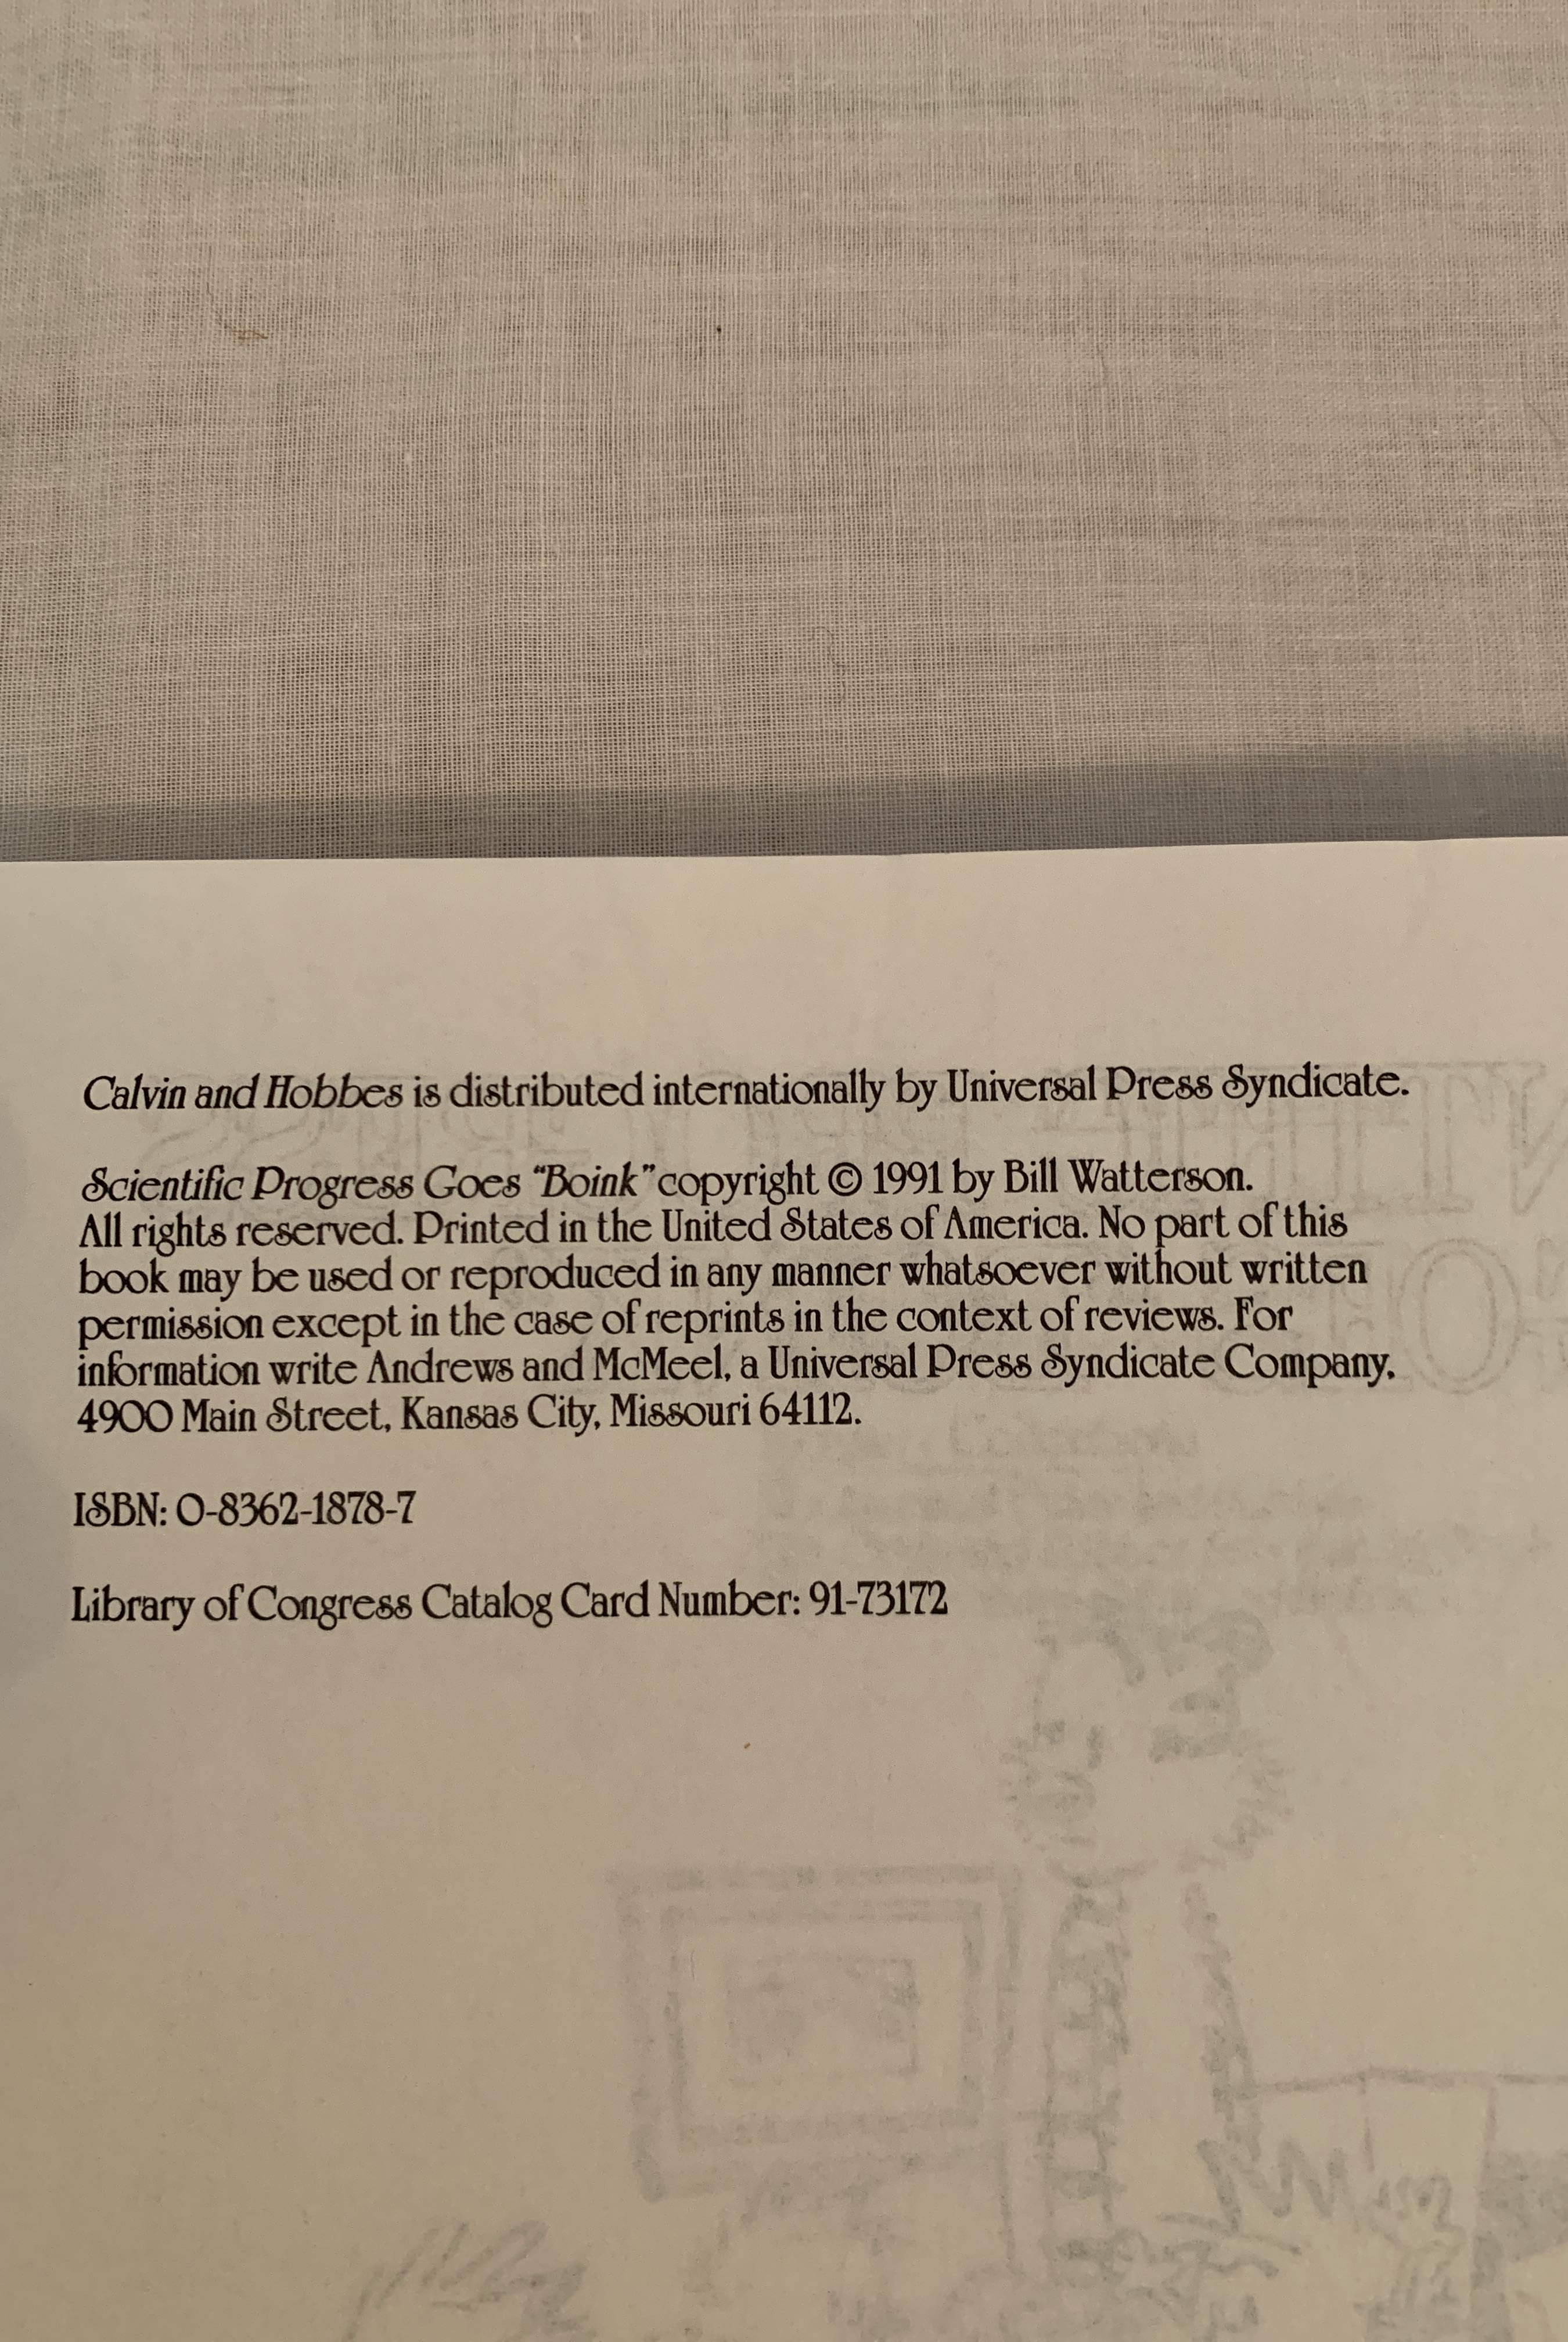 Calvin and Hobbes is distributed internationally by Universal Press Syndicate.
Scientific Progress Goes "Boink" copyright © 1991 by Bill Watterson.
All rights reserved. Printed in the United States of America. No part of this
book may be used or reproduced in any manner whatsoever without written
permission except in the case of reprints in the context of reviews. For
information write Andrews and McMeel, a Universal Press Syndicate Company,
4900 Main Street, Kansas City, Missouri 64112.
ISBN: 0-8362-1878-7
Library of Congress Catalog Card Number: 91-73172